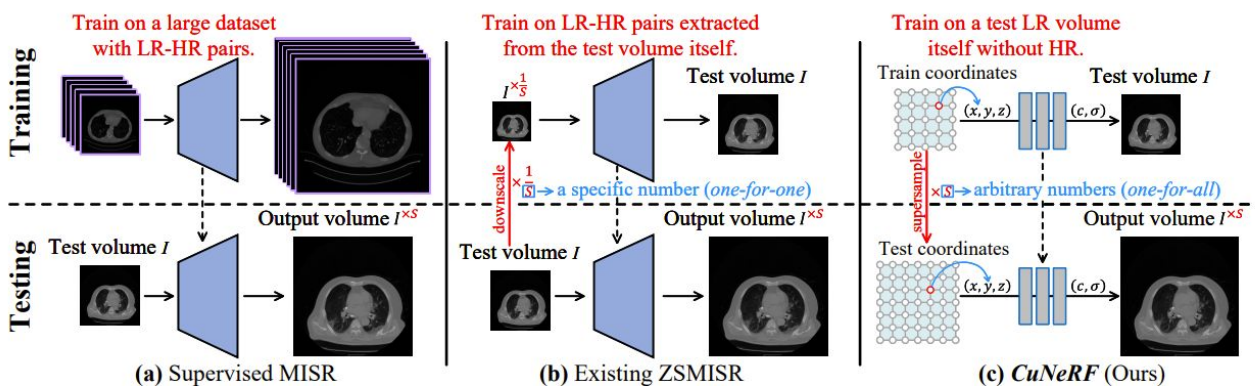 Training
Testing
Train on a large dataset
with LR-HR pairs.
Test volume I
Output volume I×S
(a) Supervised MISR
Train on LR-HR pairs extracted
from the test volume itself.
I×1/S
Test volume I
downscale
×1/S
a specific number (one-for-one)
Test volume I
Output volume I×S
(b) Existing ZSMISR
Train on a test LR volume
itself without HR.
Train coordinates
Test volume I
(x, y, z)
(c, σ)
supersample
×S
arbitrary numbers (one-for-all)
Test coordinates
Output volume I×S
(x, y, z)
(c, σ)
(c) CuNeRF (Ours)